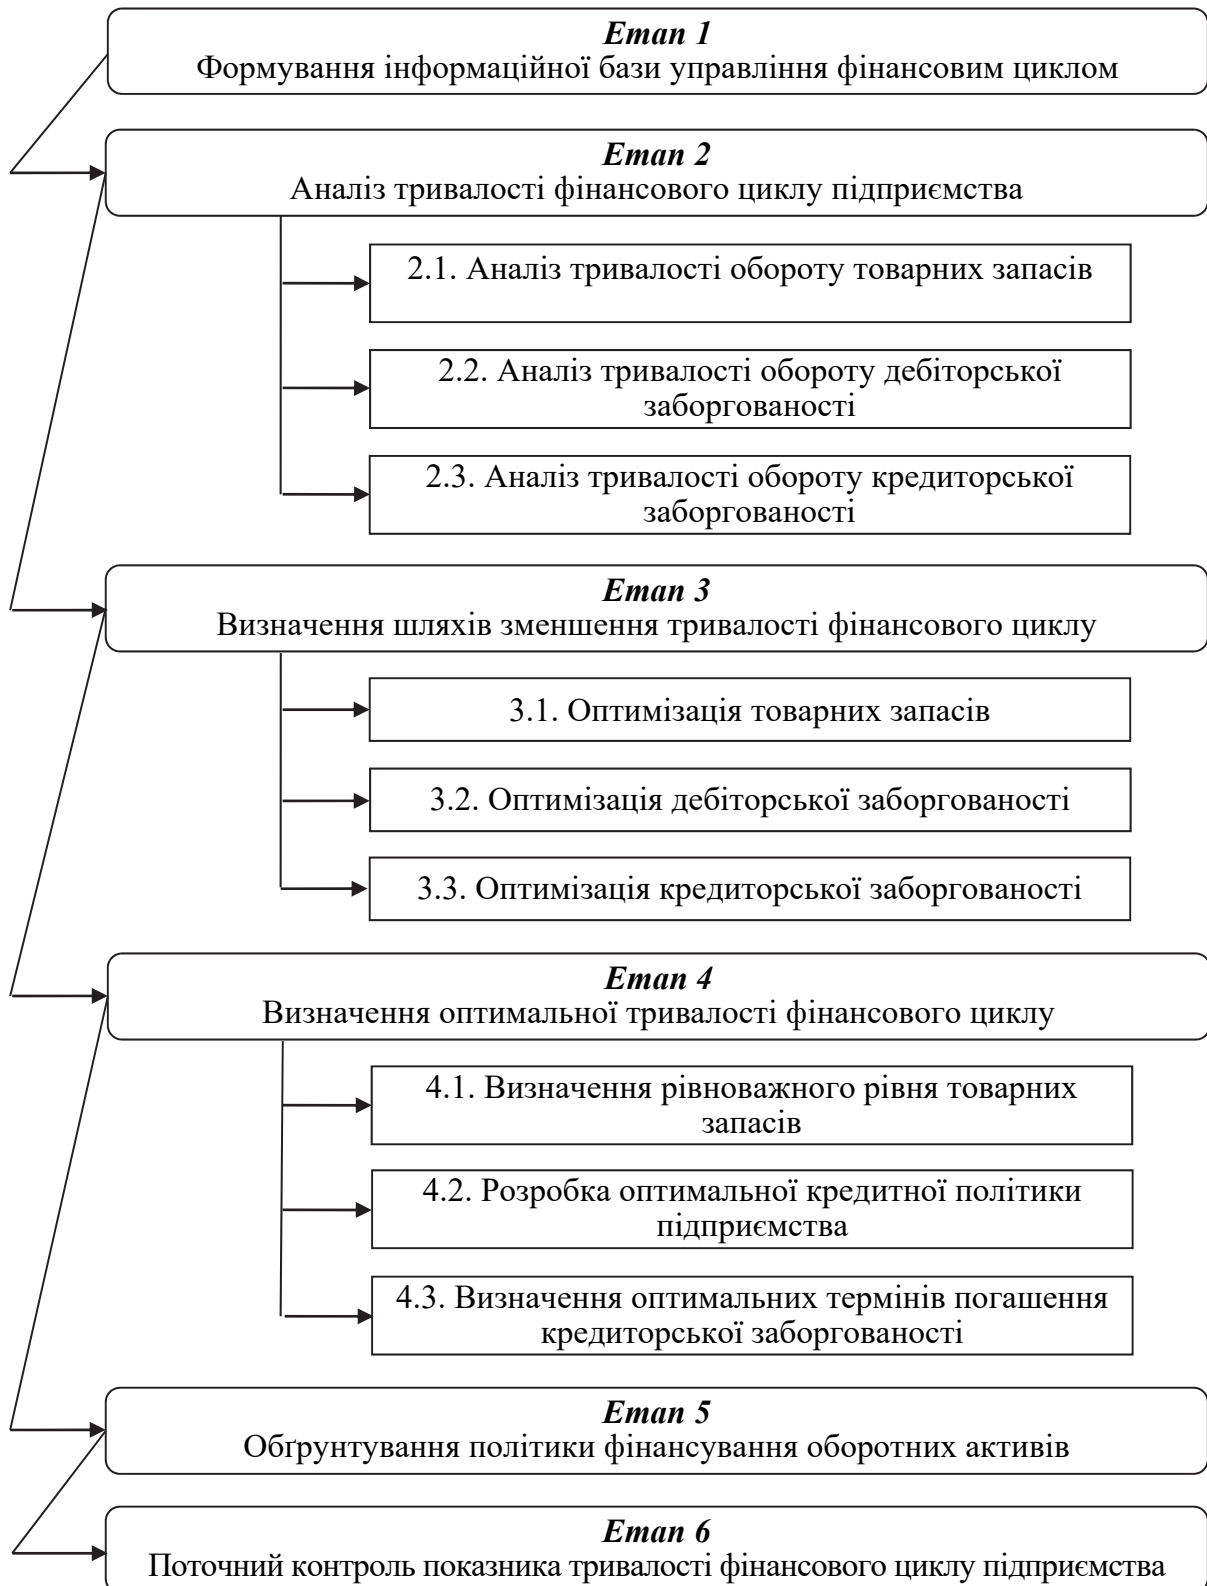 Етап 1
Формування інформаційної бази управління фінансовим циклом
Етап 2
Аналіз тривалості фінансового циклу підприємства
2.1. Аналіз тривалості обороту товарних запасів
2.2. Аналіз тривалості обороту дебіторської
заборгованості
2.3. Аналіз тривалості обороту кредиторської
заборгованості
Етап 3
Визначення шляхів зменшення тривалості фінансового циклу
3.1. Оптимізація товарних запасів
3.2. Оптимізація дебіторської заборгованості
3.3. Оптимізація кредиторської заборгованості
Етап 4
Визначення оптимальної тривалості фінансового циклу
4.1. Визначення рівноважного рівня товарних
запасів
4.2. Розробка оптимальної кредитної політики
підприємства
4.3. Визначення оптимальних термінів погашення
кредиторської заборгованості
Етап 5
Обґрунтування політики фінансування оборотних активів
Етап 6
Поточний контроль показника тривалості фінансового циклу підприємства